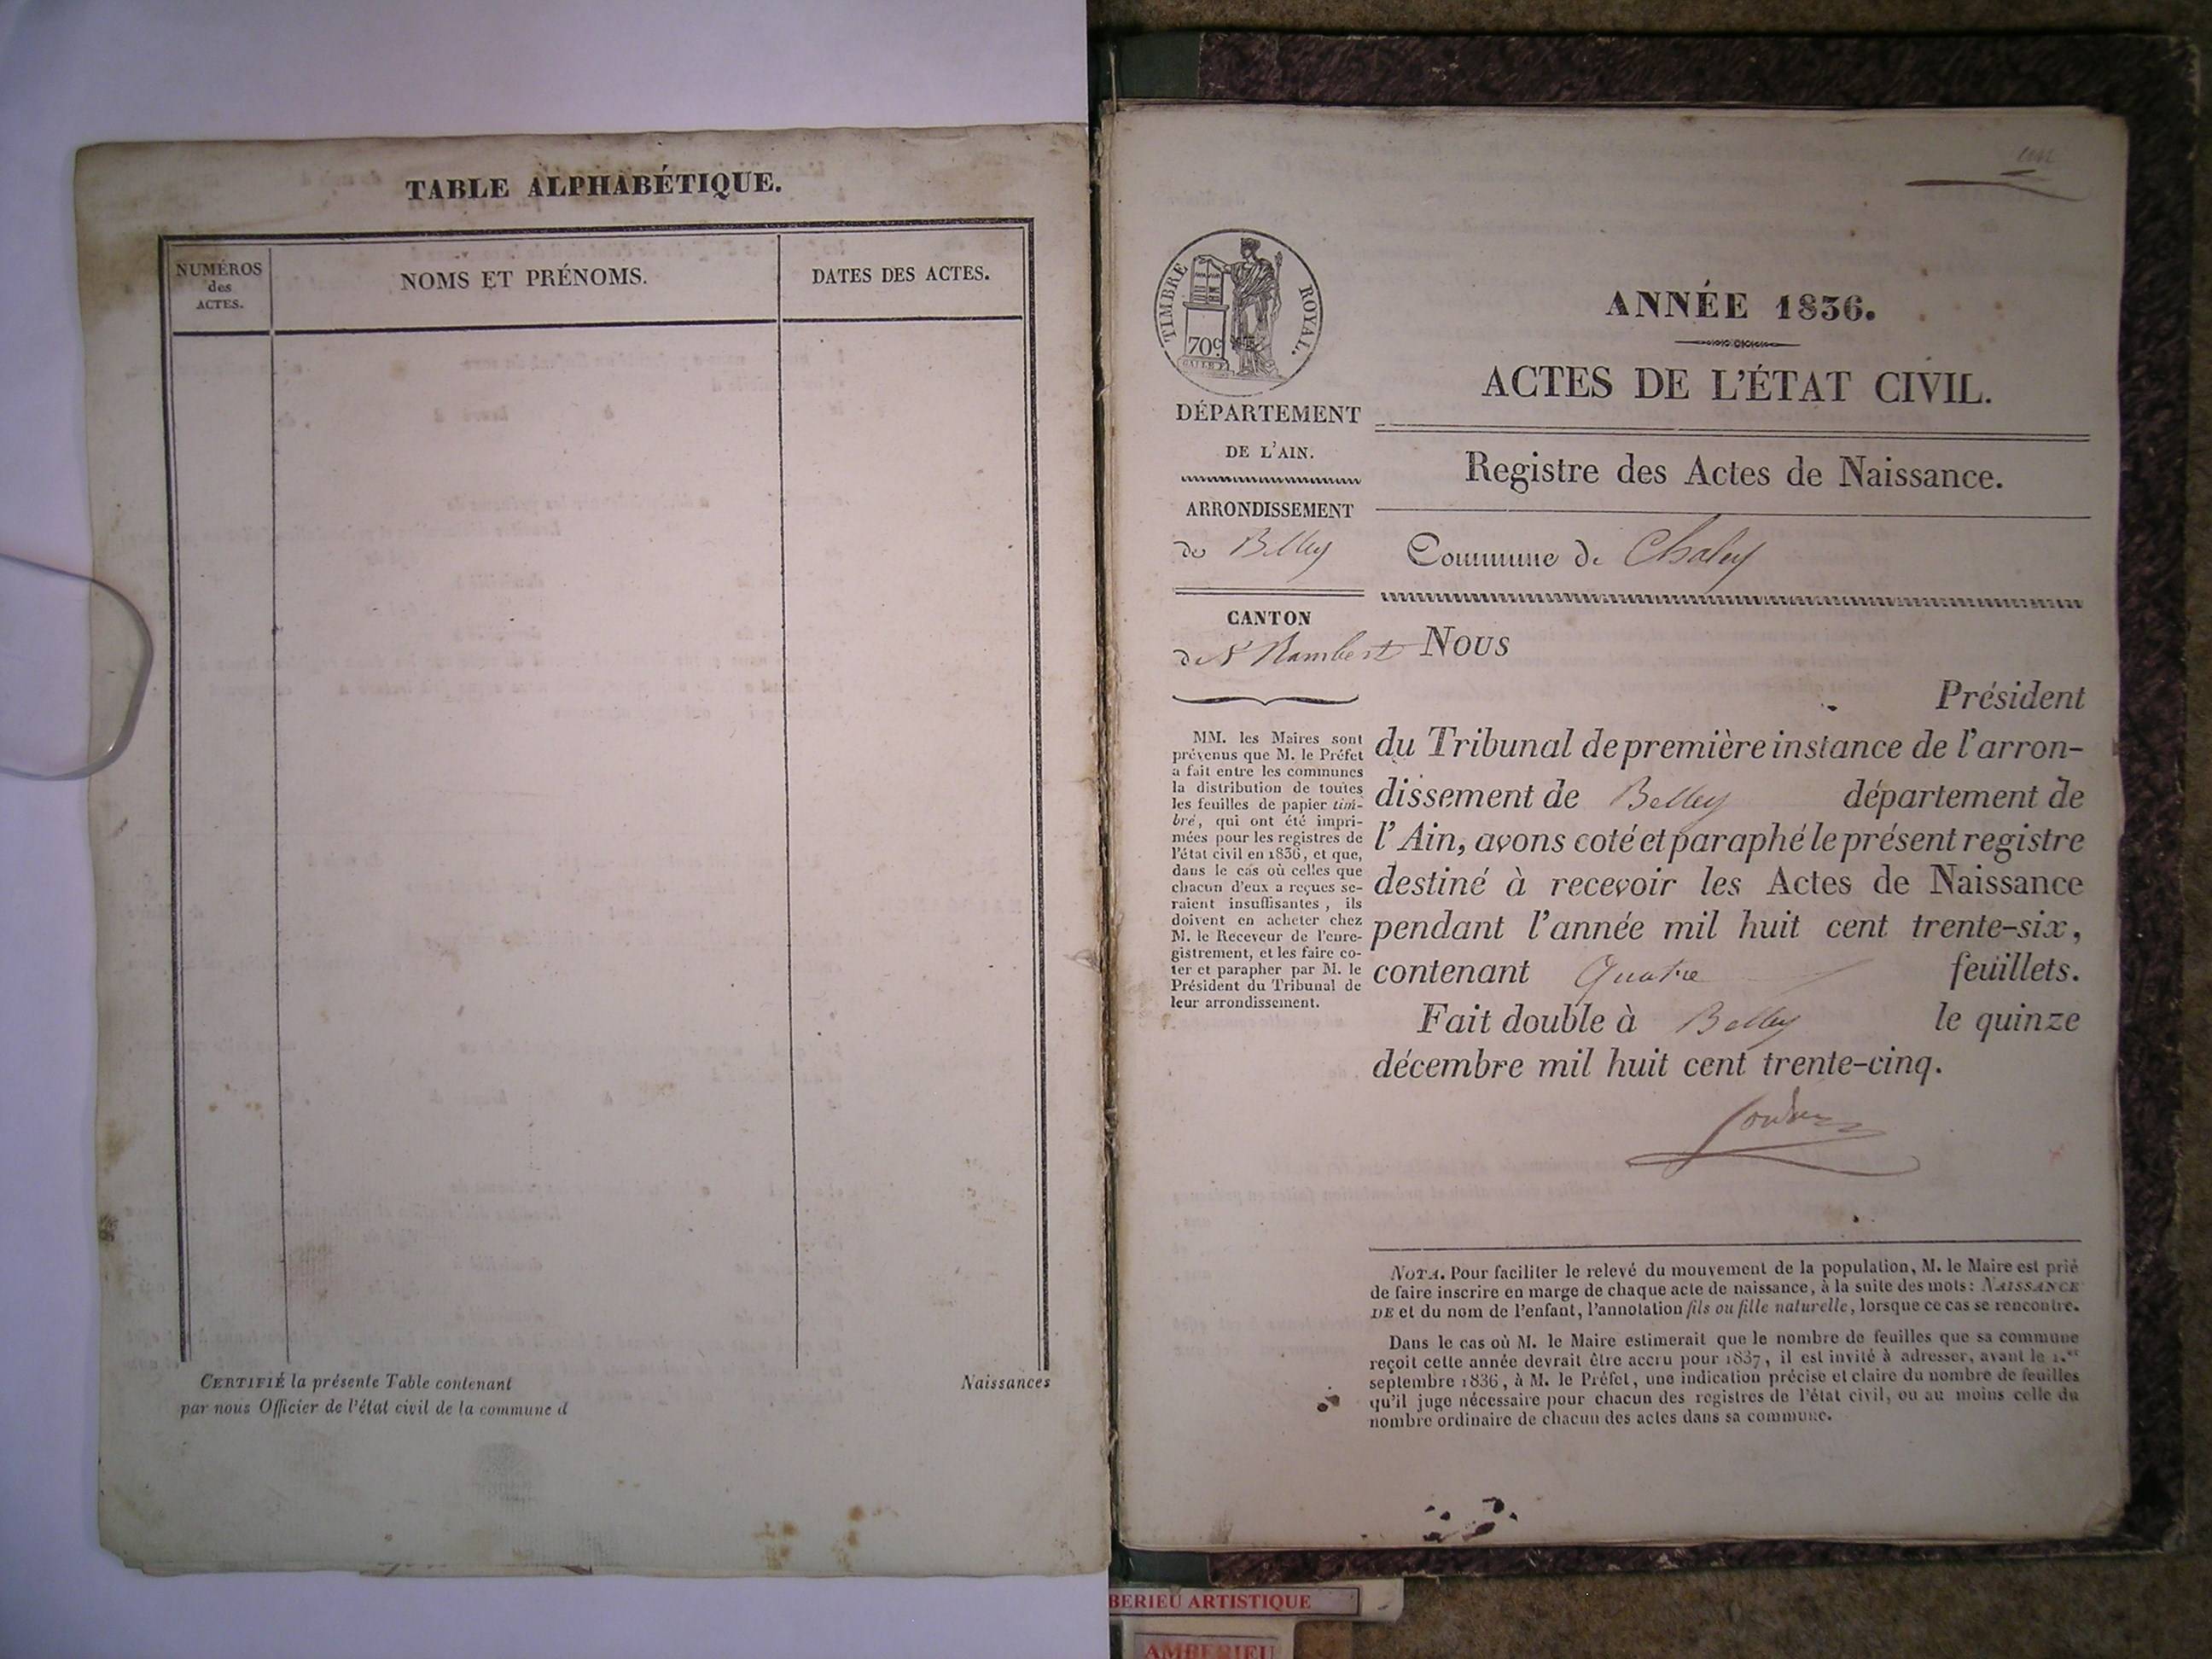 TABLE ALPHABÉTIQUE.
NUMÉROS
des
ACTES.
NOMS ET PRÉNOMS.
DATES DES ACTES.
CERTIFIÉ la présente Table contenant Naissances
par nous Officier de l'état civil de la commune d
un
TIMBRE ROYAL.
70c
ANNÉE 1836.
ACTES DE L'ÉTAT CIVIL.
DÉPARTEMENT
DE L'AIN.
Registre des Actes de Naissance.
ARRONDISSEMENT
de Belley
Commune de Chaley
CANTON
de St Rambert
Nous
Président
du Tribunal de première instance de l'arron-
dissement de Belley département de
l'Ain, avons coté et paraphé le présent registre
destiné à recevoir les Actes de Naissance
pendant l'année mil huit cent trente-six,
contenant Quatre feuillets.
Fait double à Belley le quinze
décembre mil huit cent trente-cinq.
MM. les Maires sont
prévenus que M. le Préfet
a fait entre les communes
la distribution de toutes
les feuilles de papier tim-
bré, qui ont été impri-
mées pour les registres de
l'état civil en 1836, et que,
dans le cas où celles que
chacun d'eux a reçues se-
raient insuffisantes, ils
doivent en acheter chez
M. le Receveur de l'enre-
gistrement, et les faire co-
ter et parapher par M. le
Président du Tribunal de
leur arrondissement.
NOTA. Pour faciliter le relevé du mouvement de la population, M. le Maire est prié
de faire inscrire en marge de chaque acte de naissance, à la suite des mots: NAISSANCE
DE et du nom de l'enfant, l'annotation fils ou fille naturelle, lorsque ce cas se rencontre.
Dans le cas où M. le Maire estimerait que le nombre de feuilles que sa commune
reçoit cette année devrait être accru pour 1837, il est invité à adresser, avant le 1.er
septembre 1836, à M. le Préfet, une indication précise et claire du nombre de feuilles
qu'il juge nécessaire pour chacun des registres de l'état civil, ou au moins celle du
nombre ordinaire de chacun des actes dans sa commune.
BERIEU ARTISTIQUE
AMBERIEU